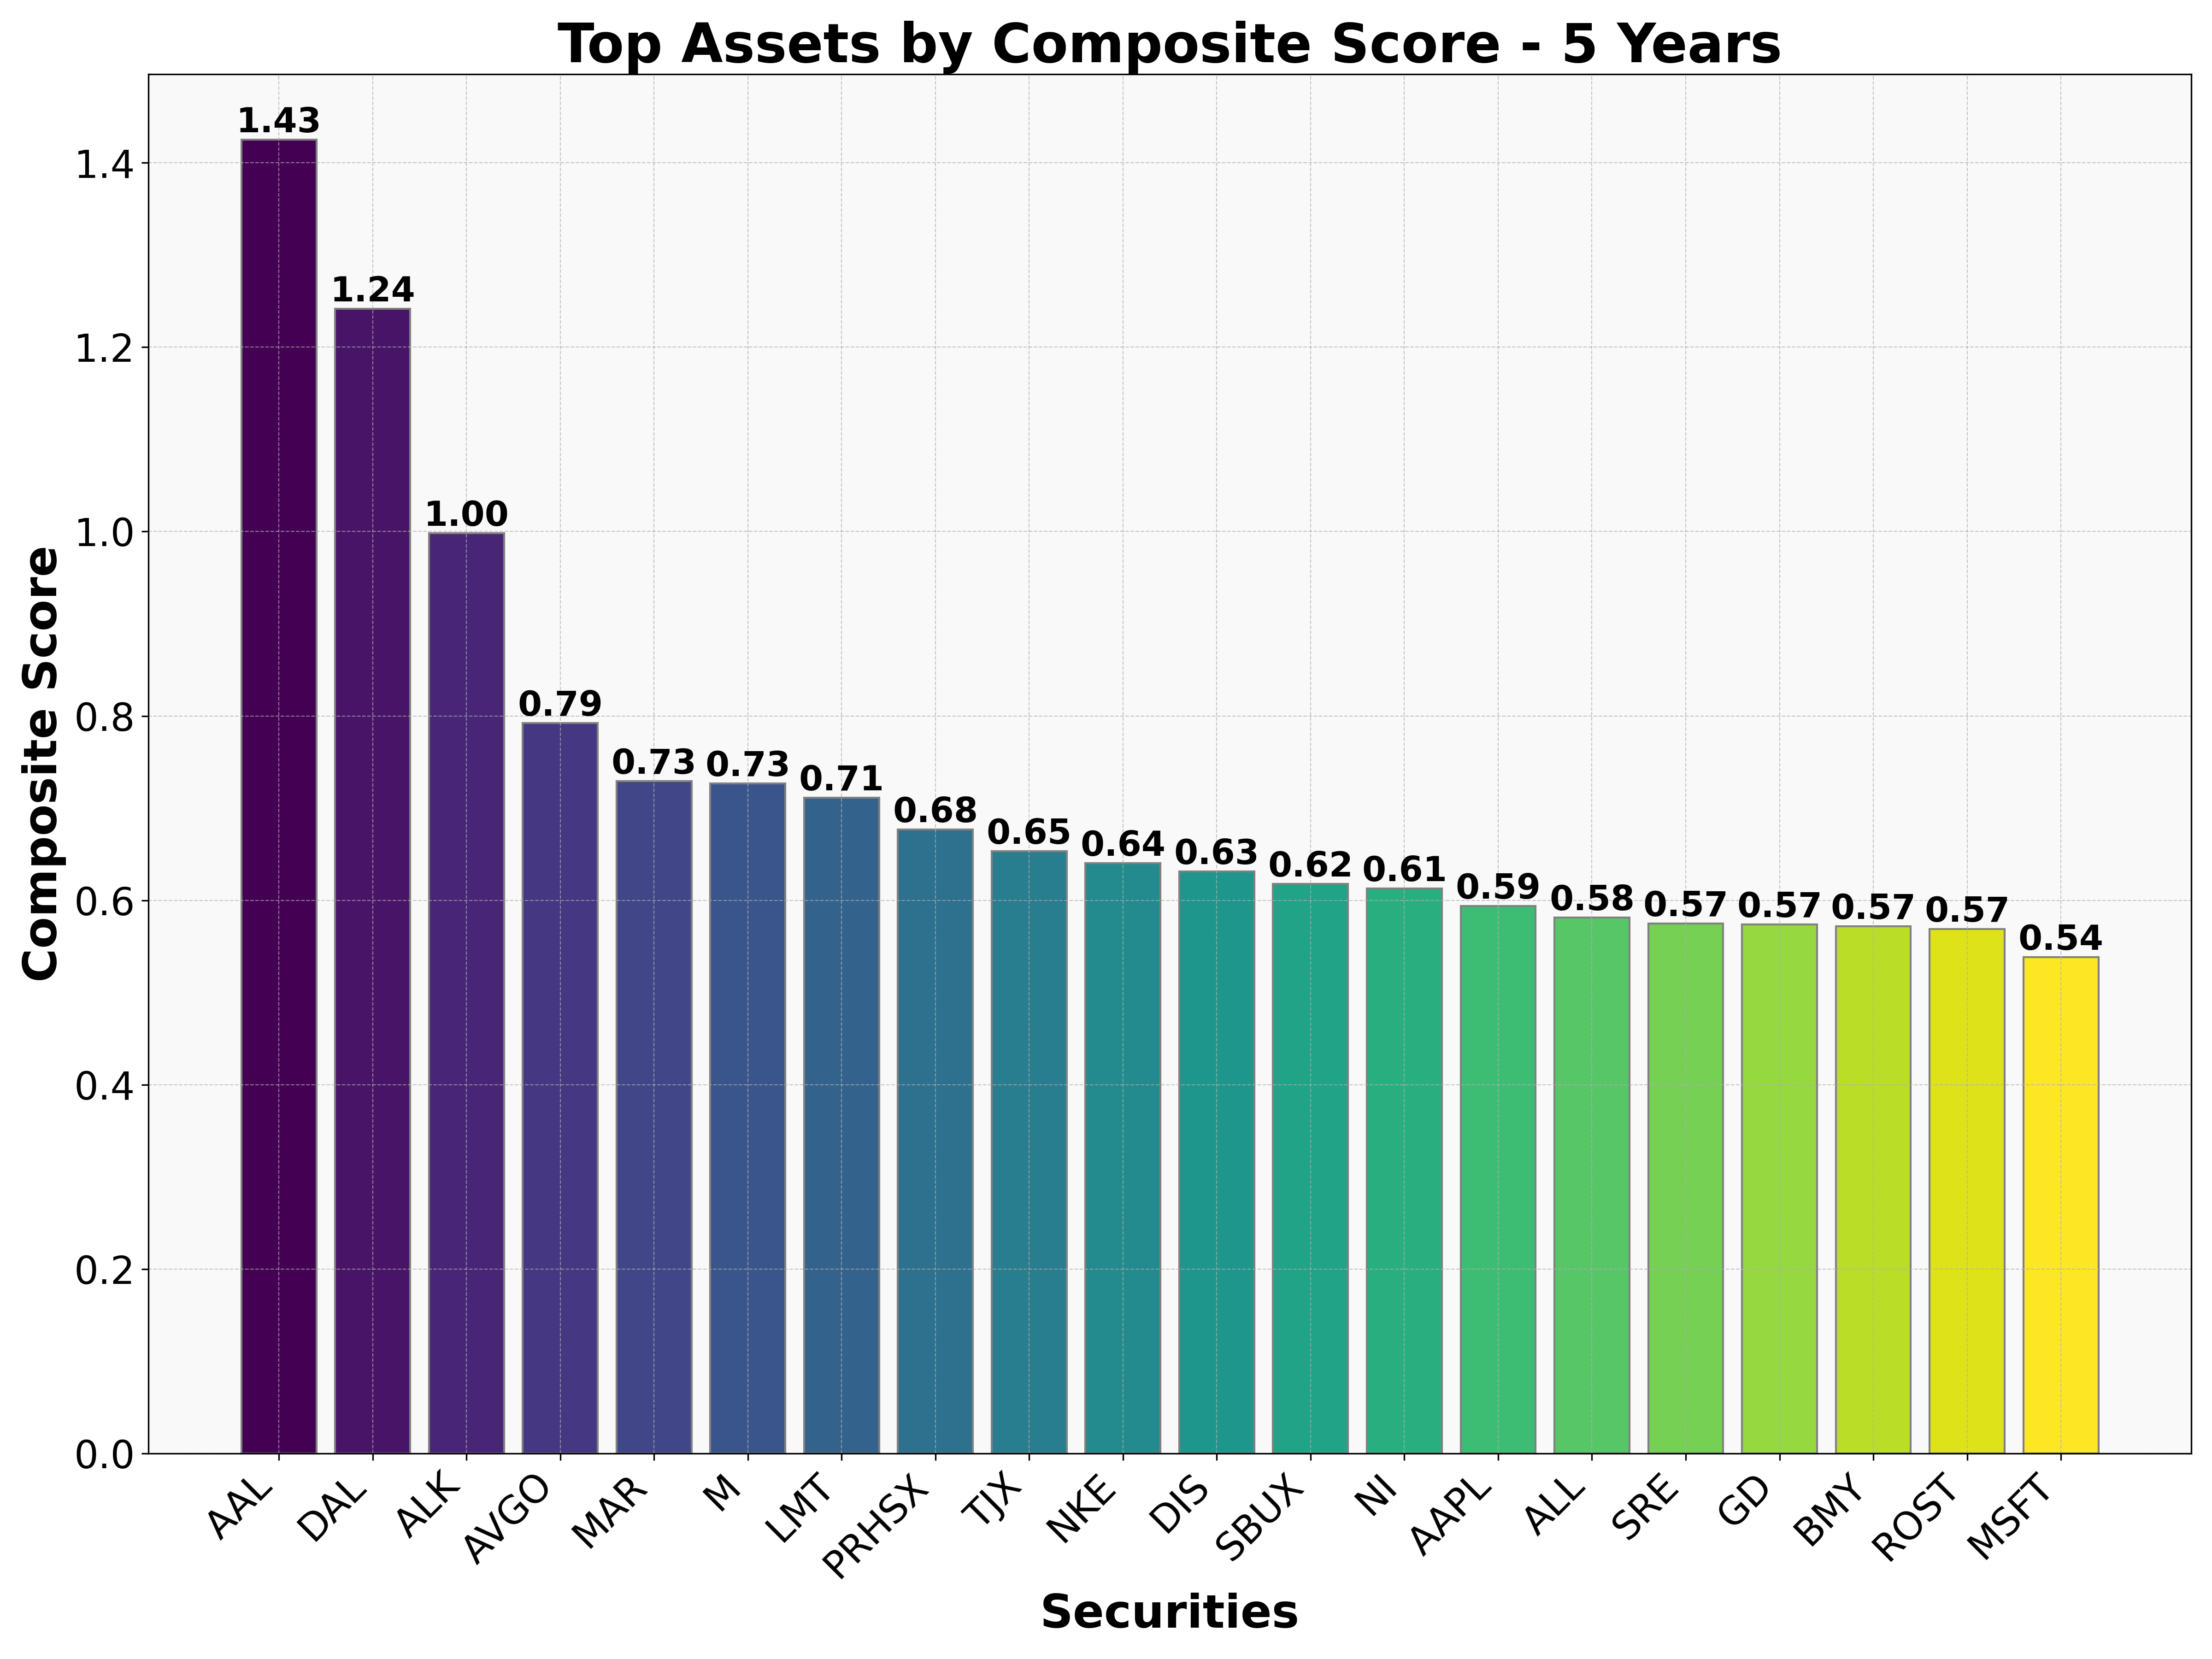 Top Assets by Composite Score - 5 Years
Composite Score
1.4
1.2
1.0
0.8
0.6
0.4
0.2
0.0
1.43
1.24
1.00
0.79
0.73
0.73
0.71
0.68
0.65
0.64
0.63
0.62
0.61
0.59
0.58
0.57
0.57
0.57
0.57
0.54
AAL
DAL
ALK
AVGO
MAR
M
LMT
PRHSX
TJX
NKE
DIS
SBUX
NI
AAPL
ALL
SRE
GD
BMY
ROST
MSFT
Securities